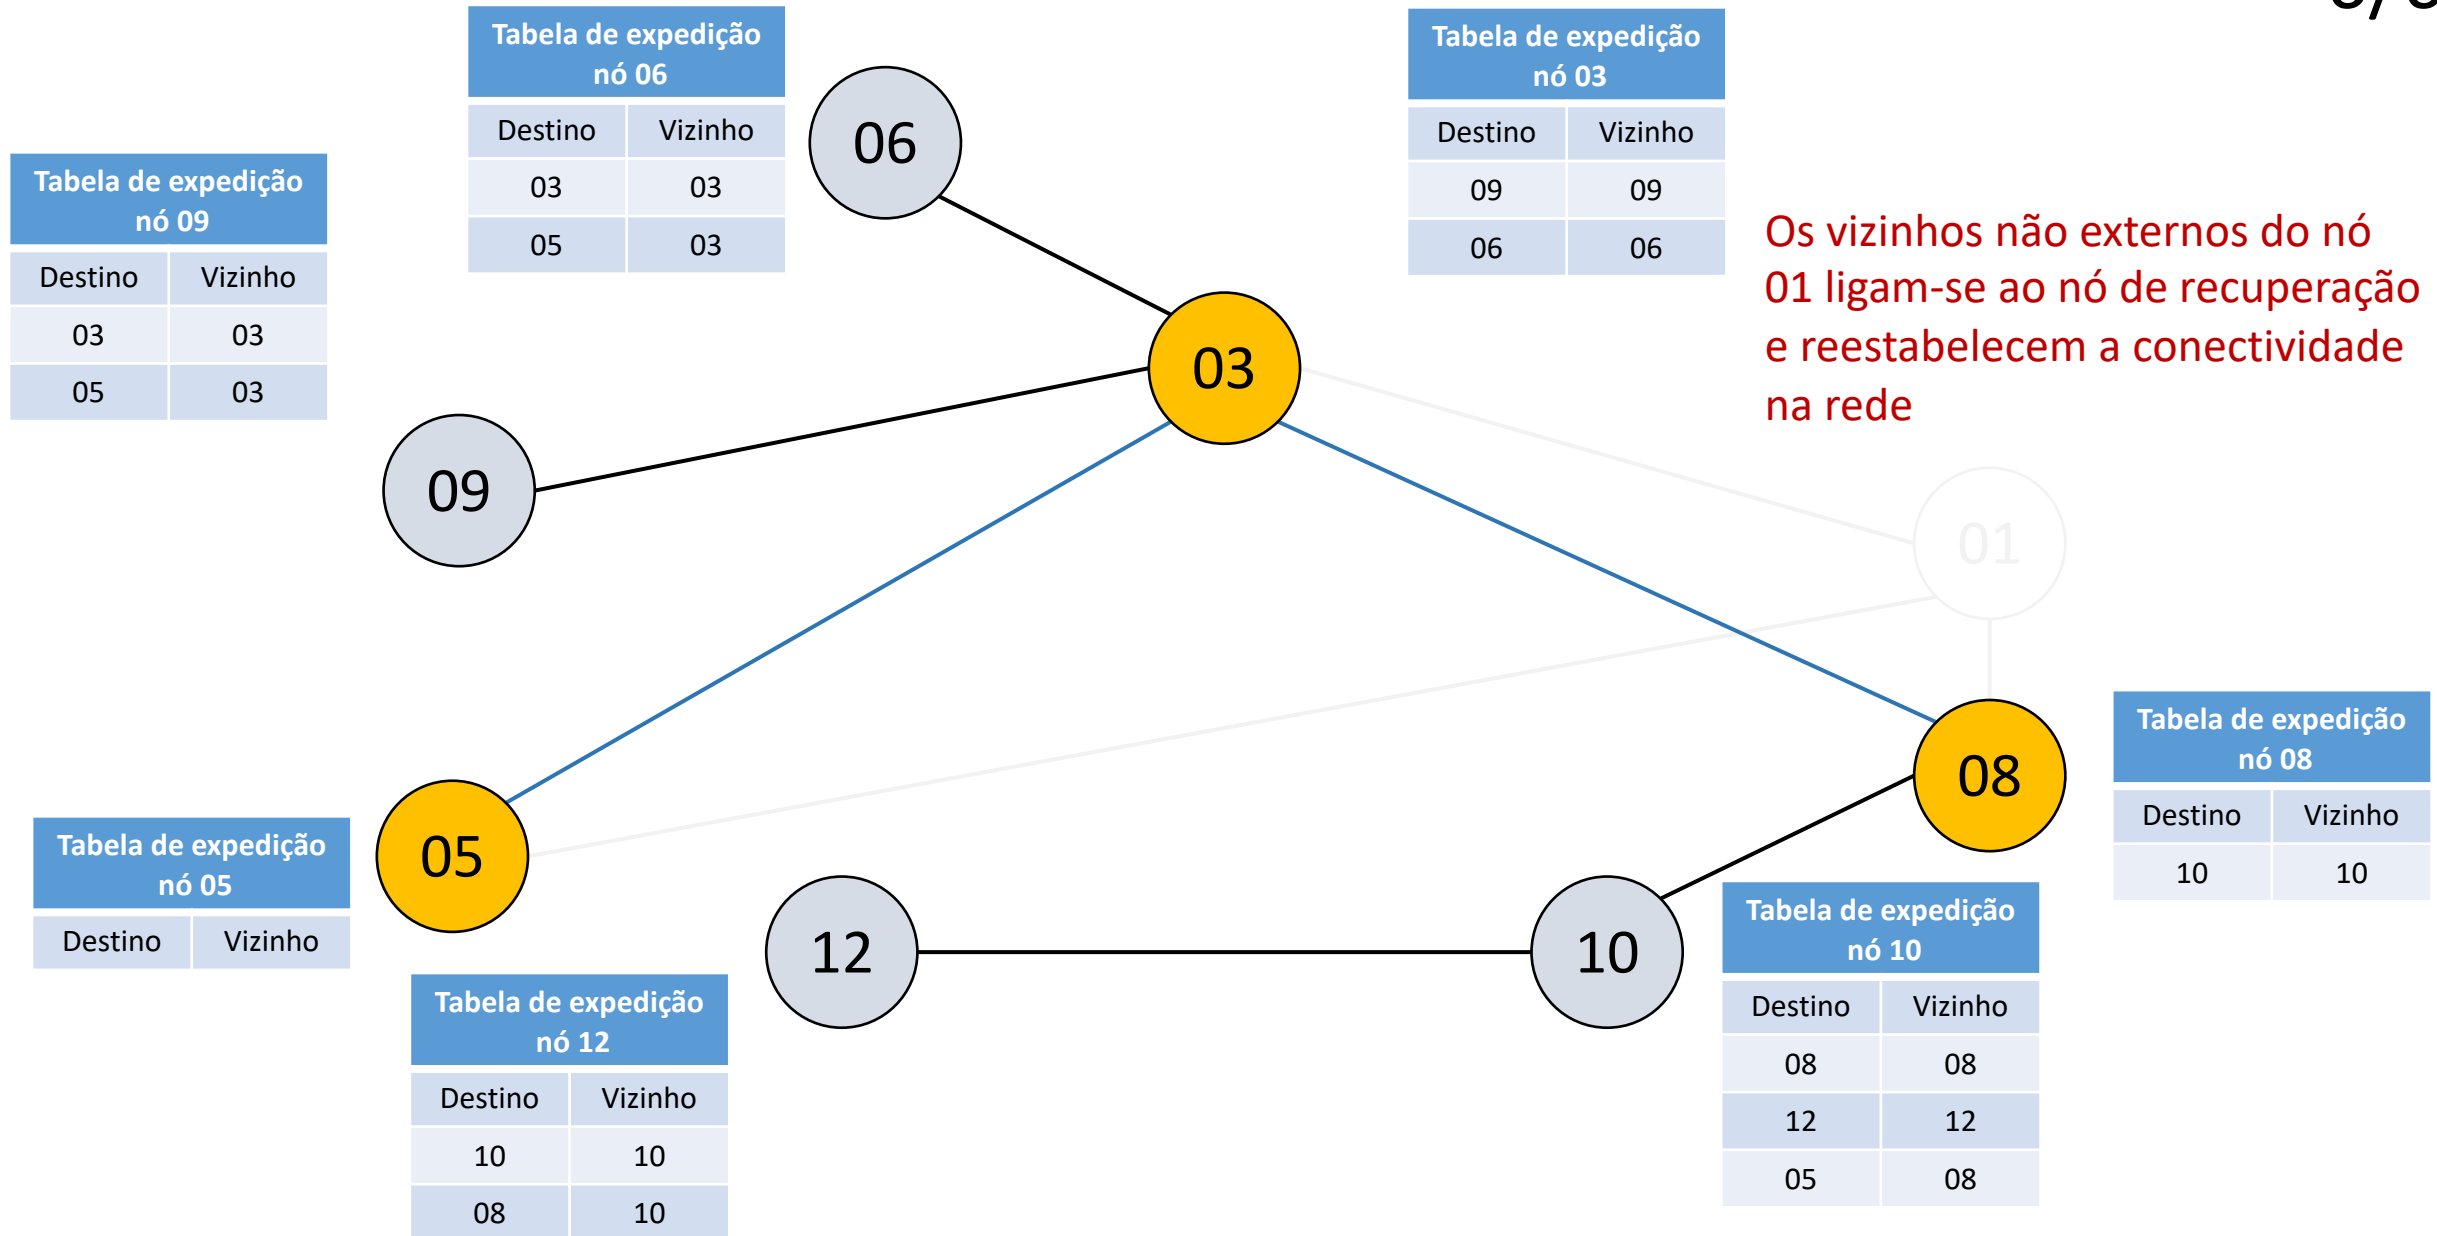 Tabela de expedição
nó 06
Destino Vizinho
03 03
05 03
06
Tabela de expedição
nó 03
Destino Vizinho
09 09
06 06
Tabela de expedição
nó 09
Destino Vizinho
03 03
05 03
Os vizinhos não externos do nó
01 ligam-se ao nó de recuperação
e reestabelecem a conectividade
na rede
03
09
01
08
Tabela de expedição
nó 08
Destino Vizinho
10 10
05
Tabela de expedição
nó 05
Destino Vizinho
12
10
Tabela de expedição
nó 10
Destino Vizinho
08 08
12 12
05 08
Tabela de expedição
nó 12
Destino Vizinho
10 10
08 10